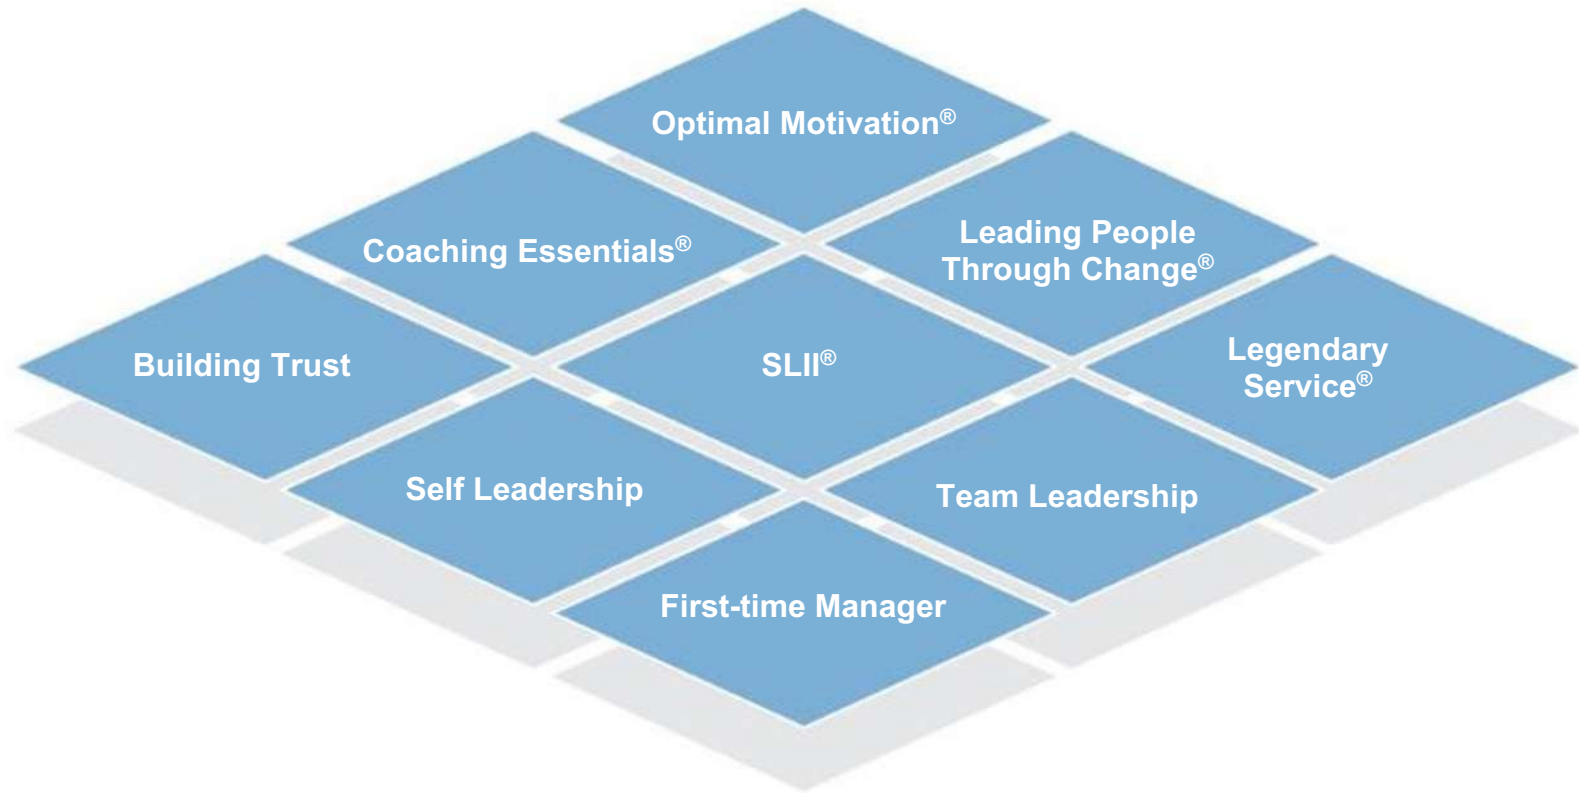 Optimal Motivation®
Coaching Essentials®
Leading People
Through Change®
Building Trust
SLII®
Legendary
Service®
Self Leadership
Team Leadership
First-time Manager